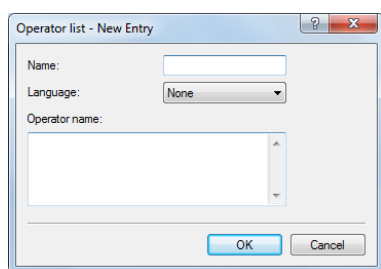 Operator list - New Entry
Name:
Language: None
Operator name:
OK Cancel